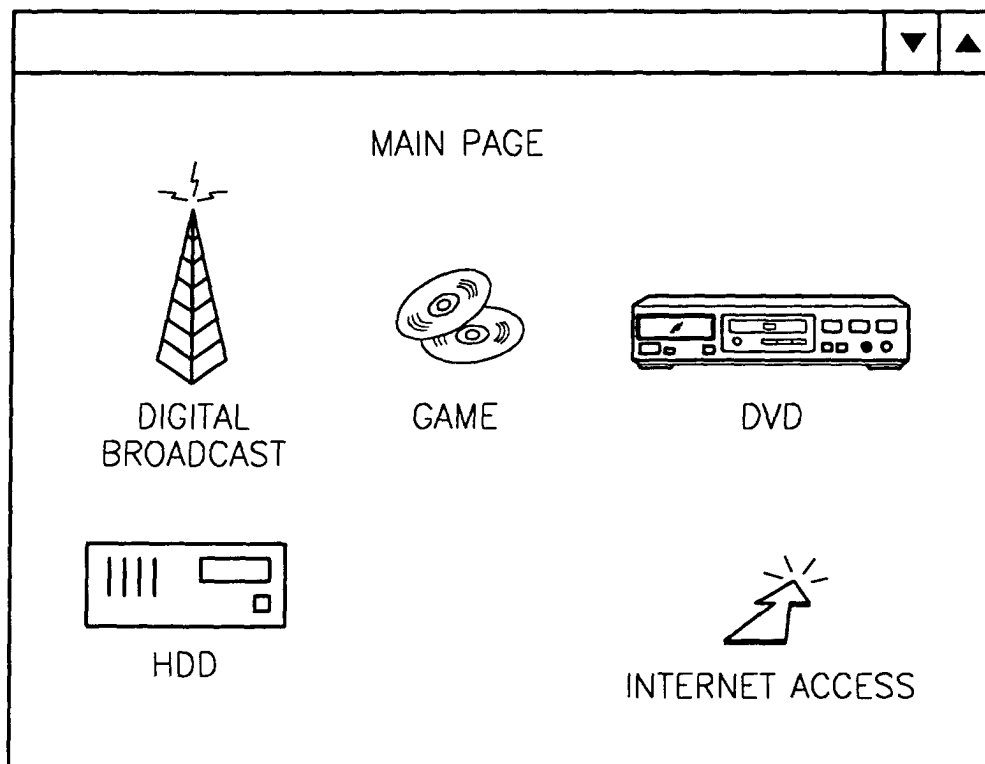 MAIN PAGE
DIGITAL
BROADCAST
GAME
DVD
HDD
INTERNET ACCESS